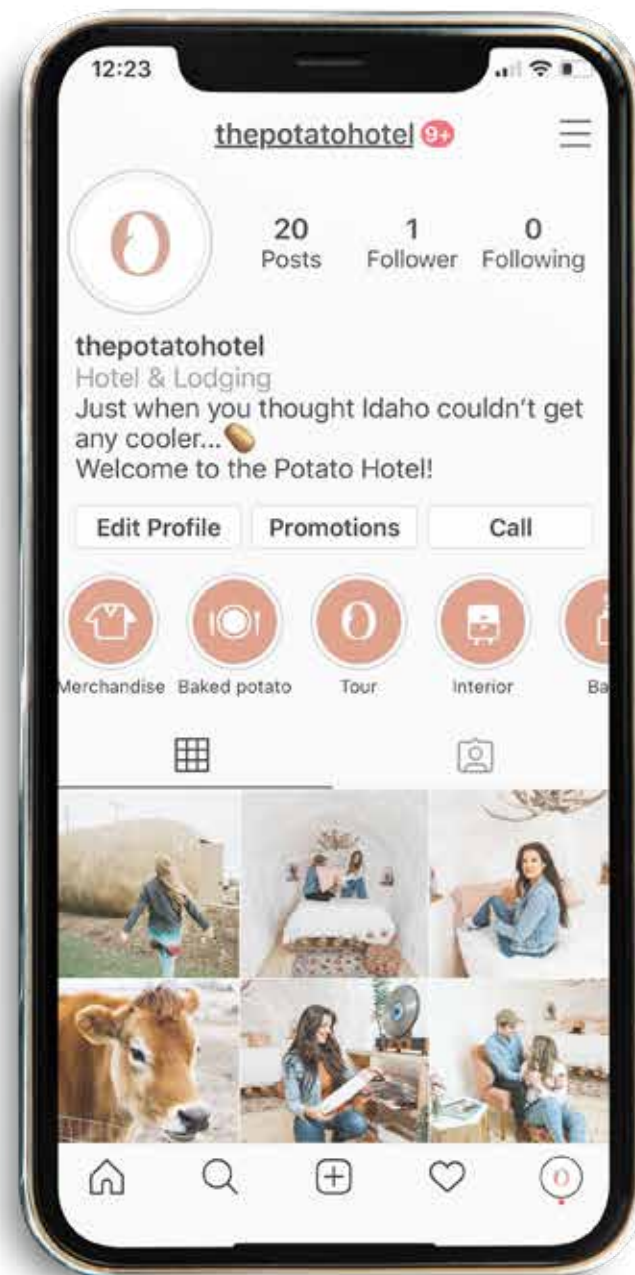 12:23
thepotatohotel 9+
20 1 0
Posts Follower Following
thepotatohotel
Hotel & Lodging
Just when you thought Idaho couldn't get
any cooler...🥔
Welcome to the Potato Hotel!
Edit Profile Promotions Call
Merchandise Baked potato Tour Interior Ba